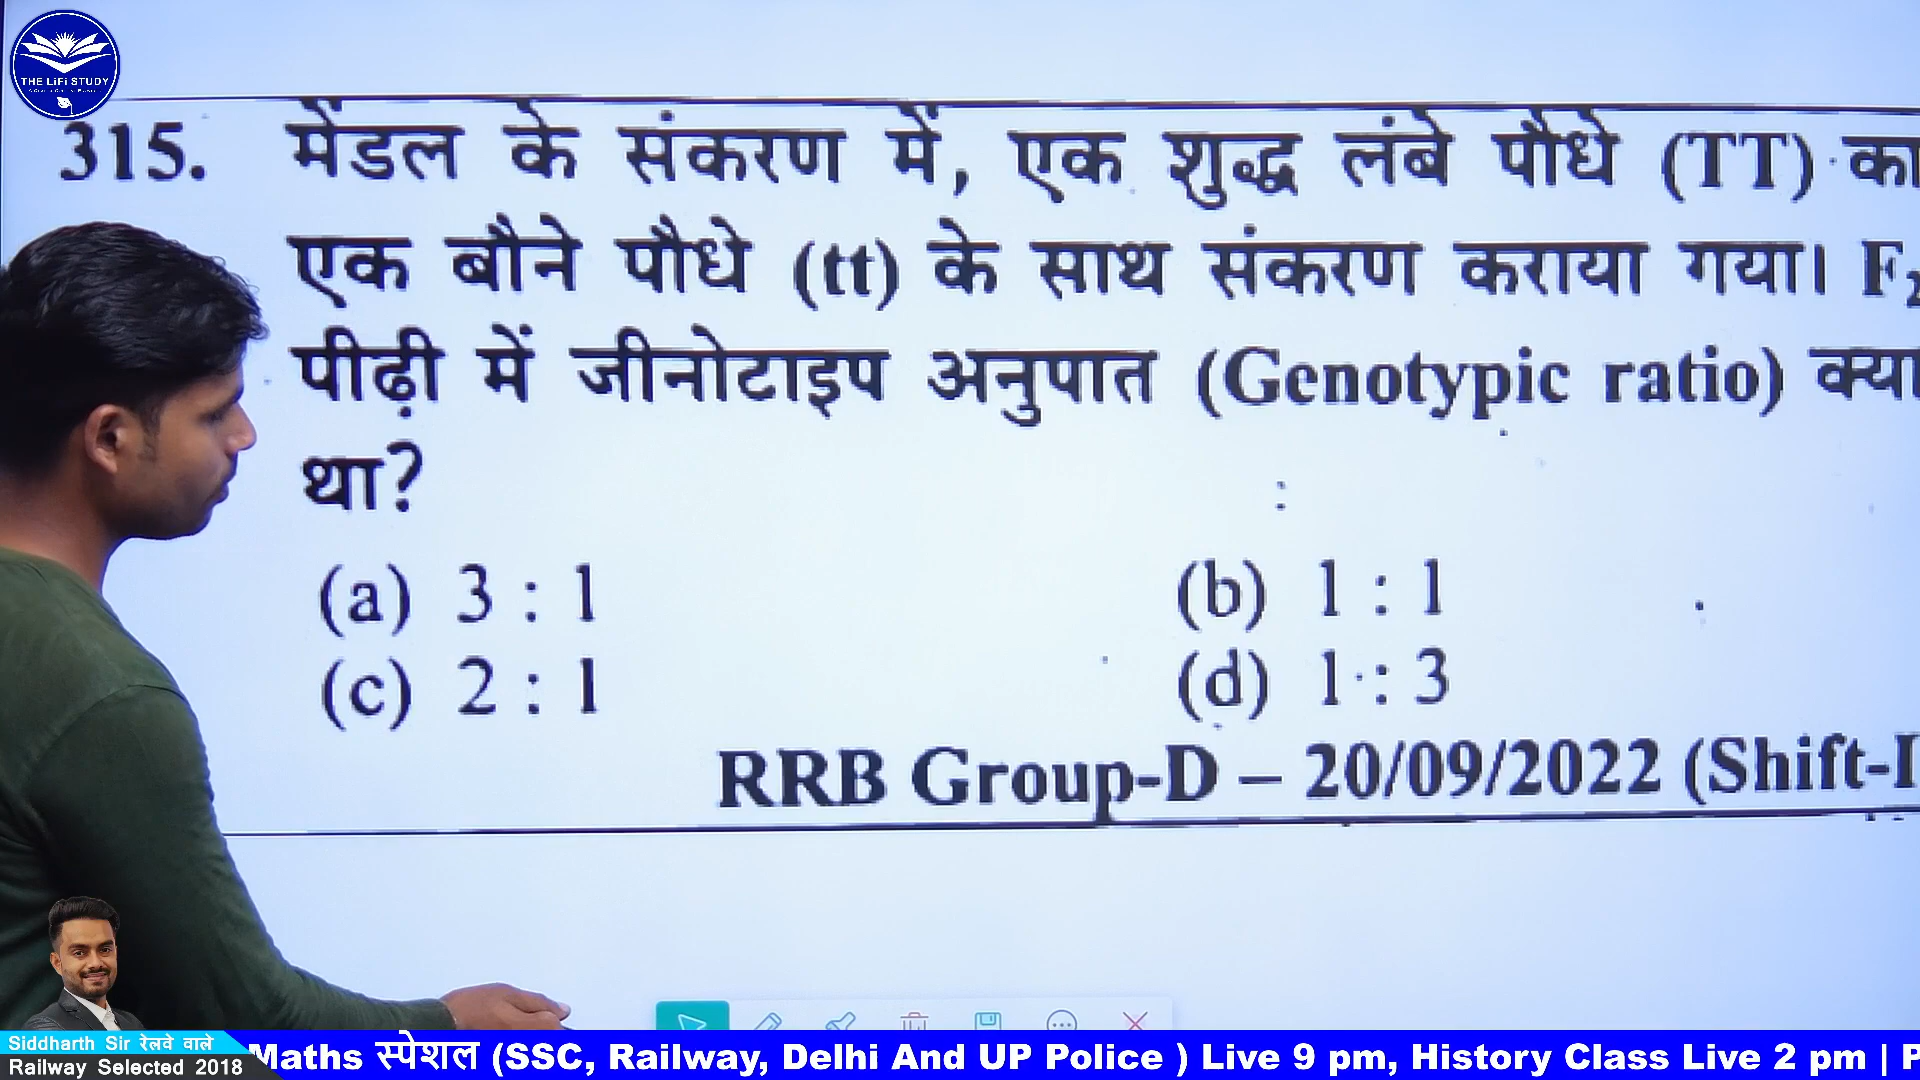 THE LiFi STUDY
315. मेंडल के संकरण में, एक शुद्ध लंबे पौधे (TT) का
एक बौने पौधे (tt) के साथ संकरण कराया गया। F2
पीढ़ी में जीनोटाइप अनुपात (Genotypic ratio) क्या
था?
(a) 3 : 1 (b) 1 : 1
(c) 2 : 1 (d) 1 : 3
RRB Group-D – 20/09/2022 (Shift-I
Siddharth Sir रेलवे वाले
Railway Selected 2018
Maths स्पेशल (SSC, Railway, Delhi And UP Police ) Live 9 pm, History Class Live 2 pm | P